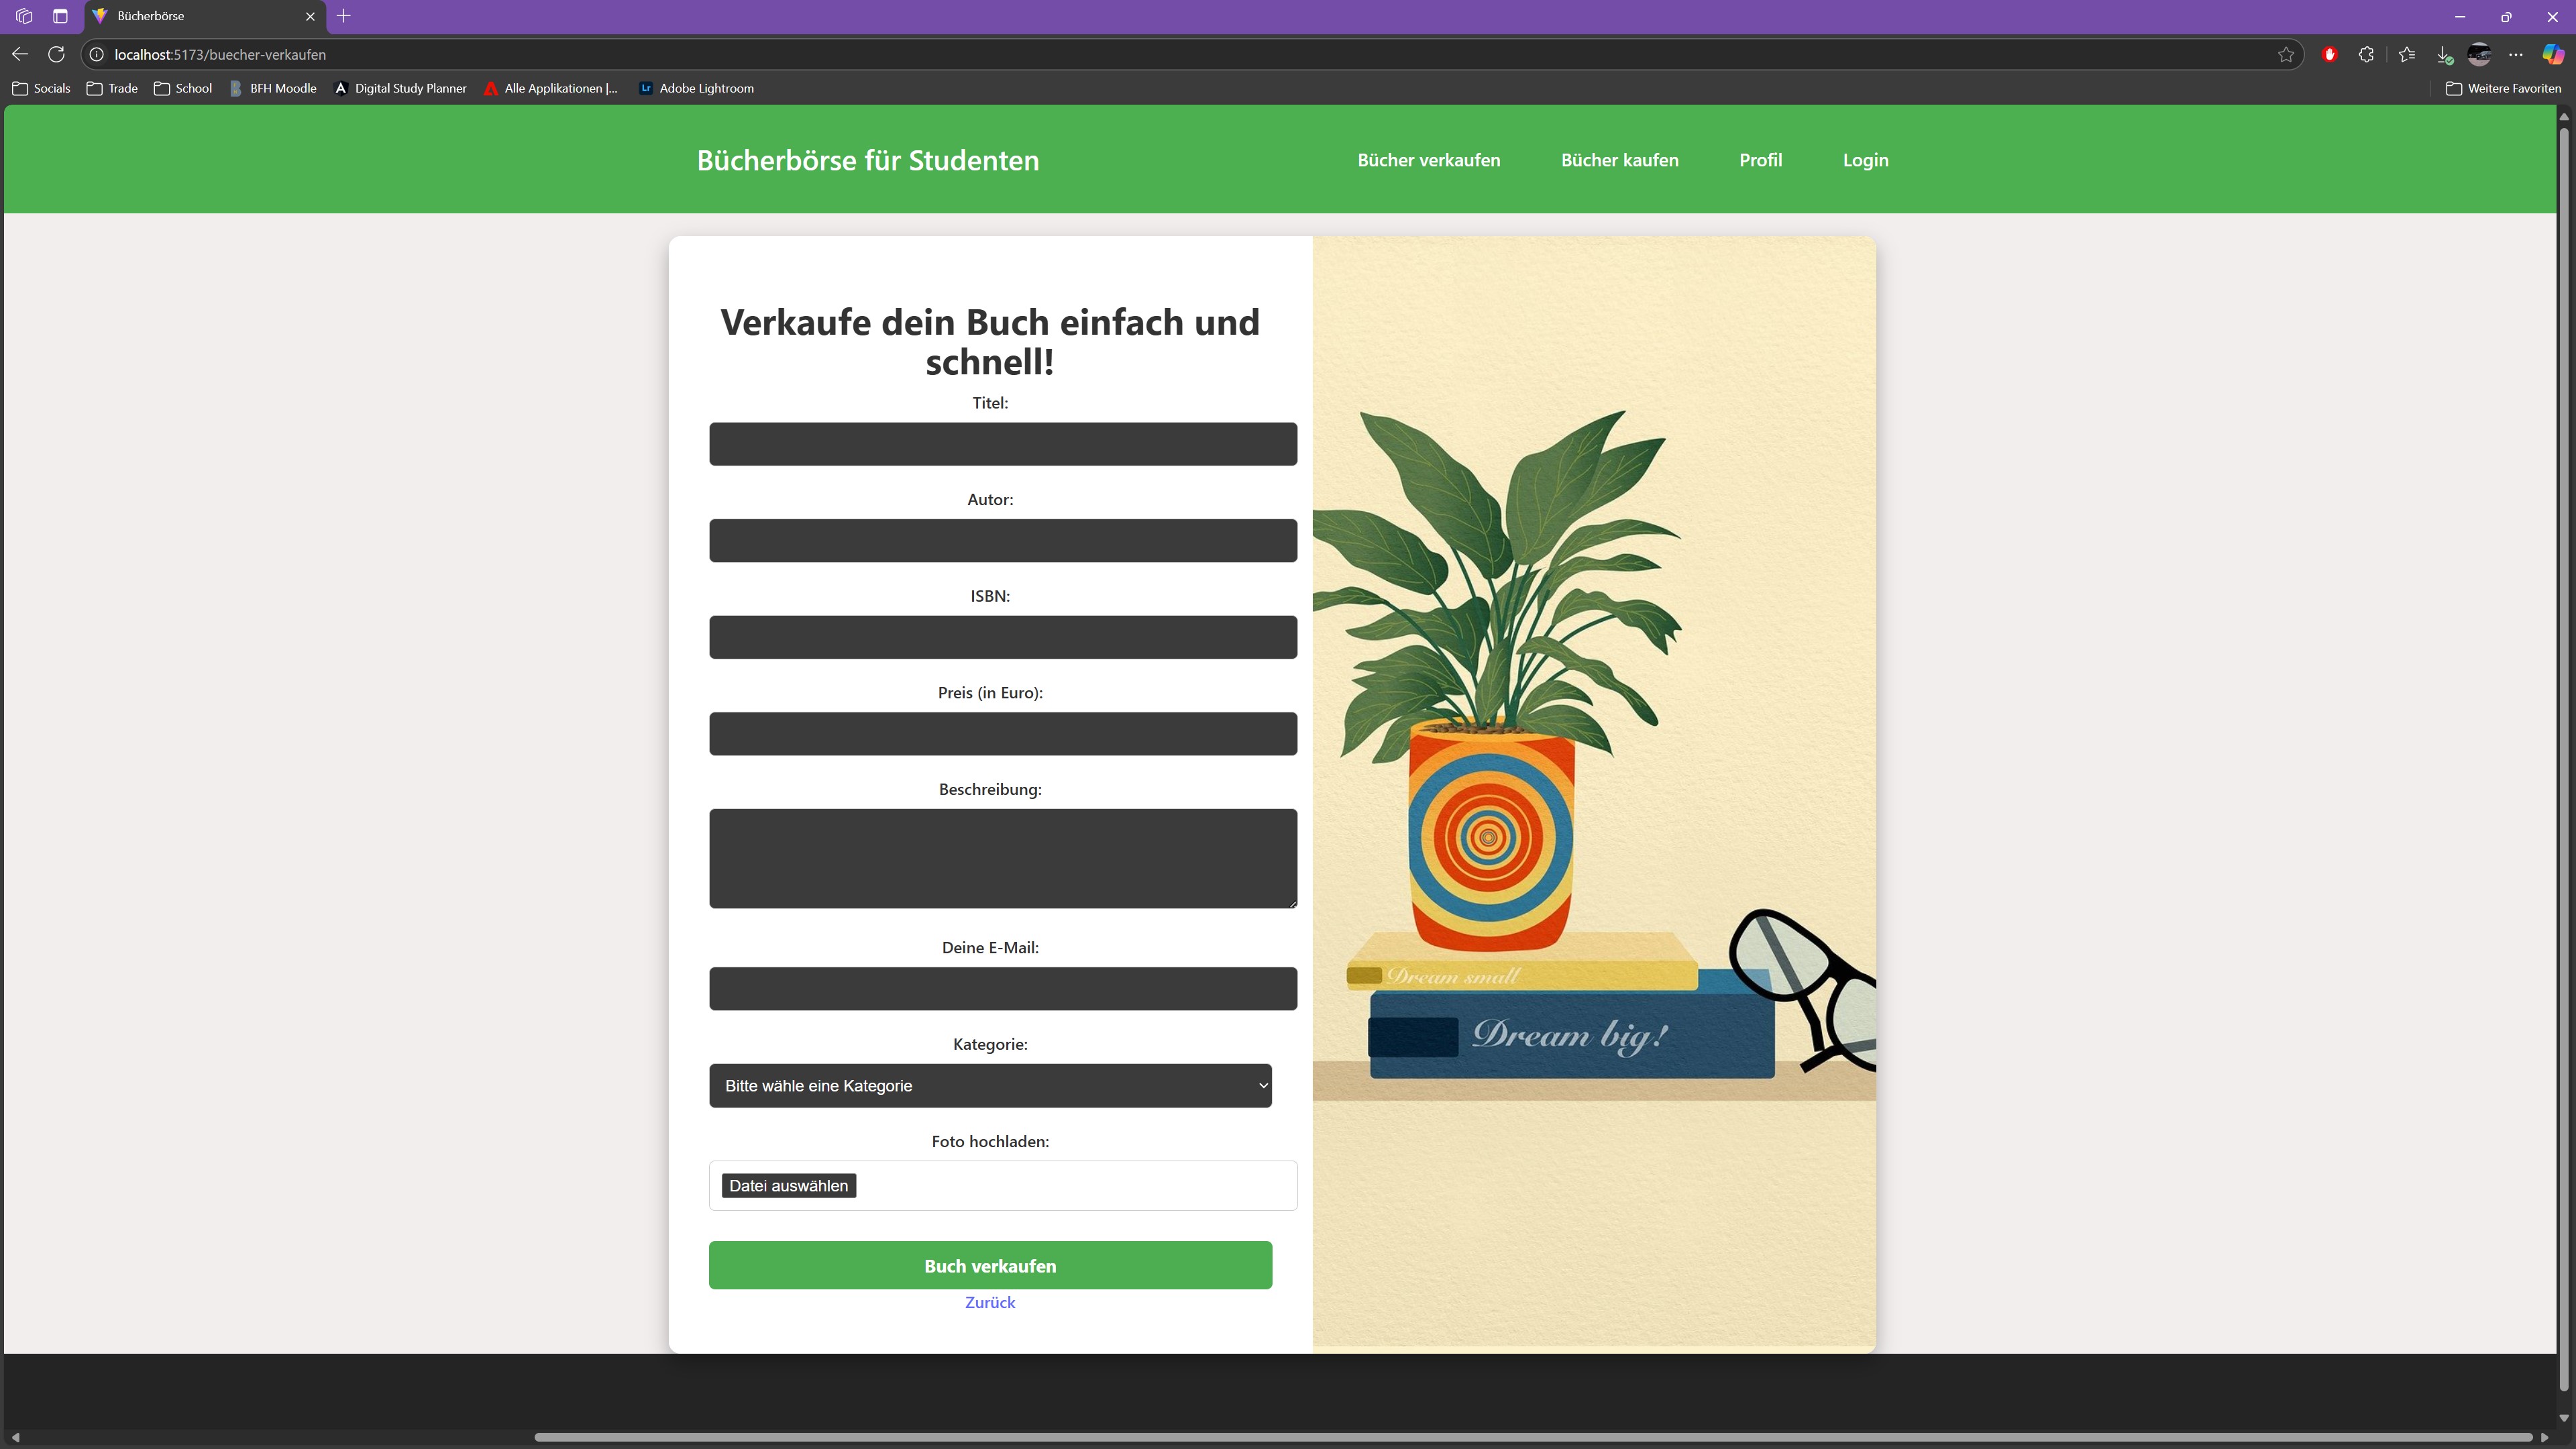 Bücherbörse
localhost:5173/buecher-verkaufen
Socials
Trade
School
BFH Moodle
Digital Study Planner
Alle Applikationen |...
Lr
Adobe Lightroom
Weitere Favoriten
Bücherbörse für Studenten
Bücher verkaufen
Bücher kaufen
Profil
Login
Verkaufe dein Buch einfach und
schnell!
Titel:
Autor:
ISBN:
Preis (in Euro):
Beschreibung:
Deine E-Mail:
Kategorie:
Bitte wähle eine Kategorie
Foto hochladen:
Datei auswählen
Buch verkaufen
Zurück
Dream small
Dream big!